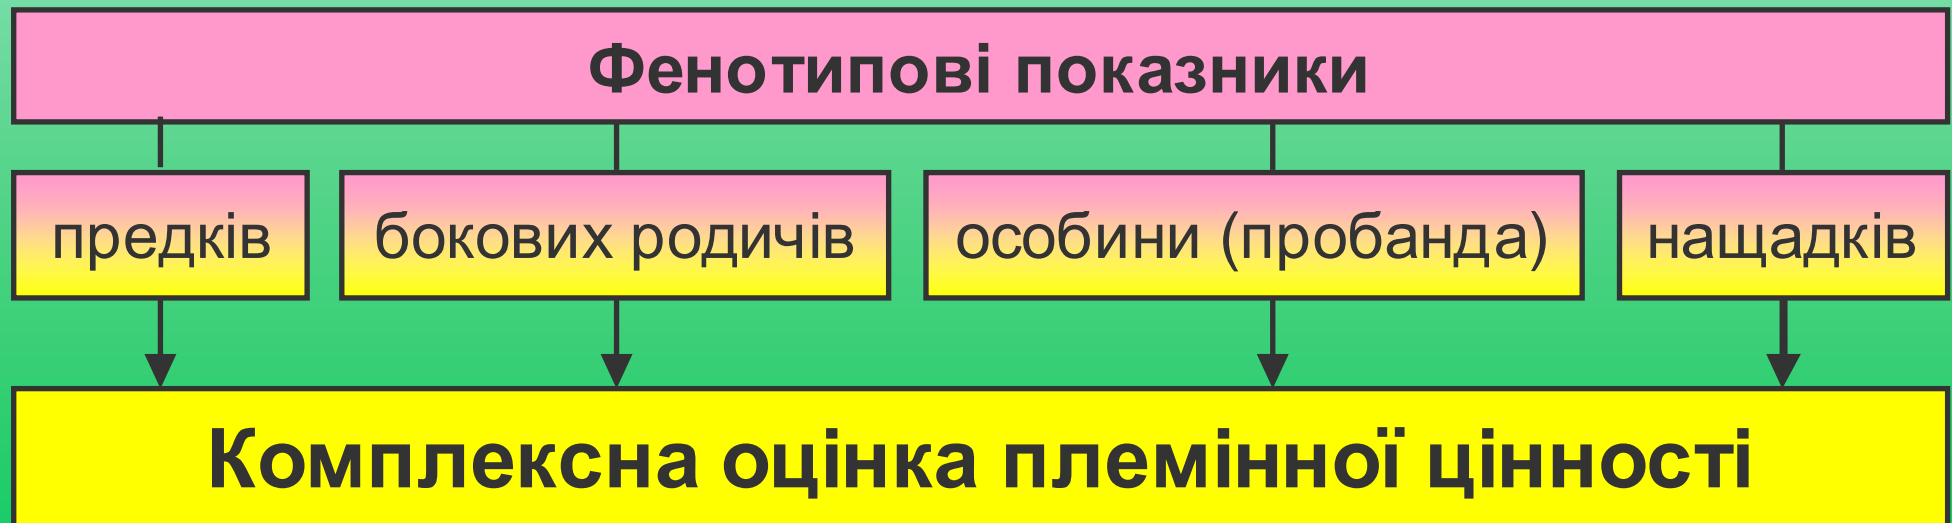 Фенотипові показники
предків
бокових родичів
особини (пробанда)
нащадків
Комплексна оцінка племінної цінності